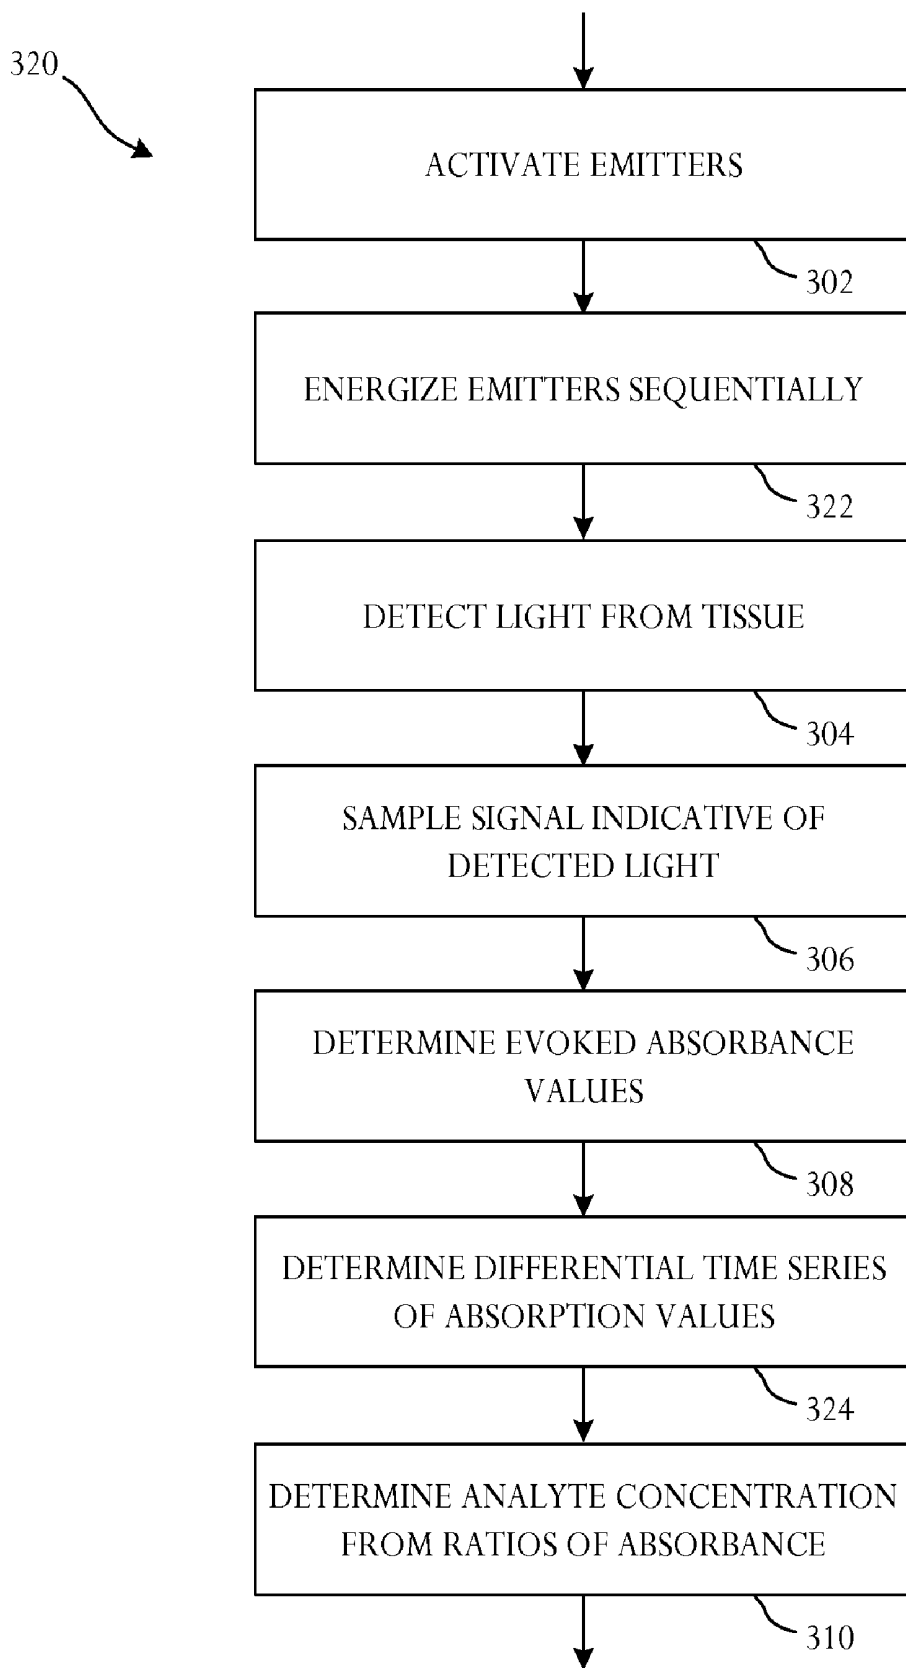 320
ACTIVATE EMITTERS
302
ENERGIZE EMITTERS SEQUENTIALLY
322
DETECT LIGHT FROM TISSUE
304
SAMPLE SIGNAL INDICATIVE OF
DETECTED LIGHT
306
DETERMINE EVOKED ABSORBANCE
VALUES
308
DETERMINE DIFFERENTIAL TIME SERIES
OF ABSORPTION VALUES
324
DETERMINE ANALYTE CONCENTRATION
FROM RATIOS OF ABSORBANCE
310